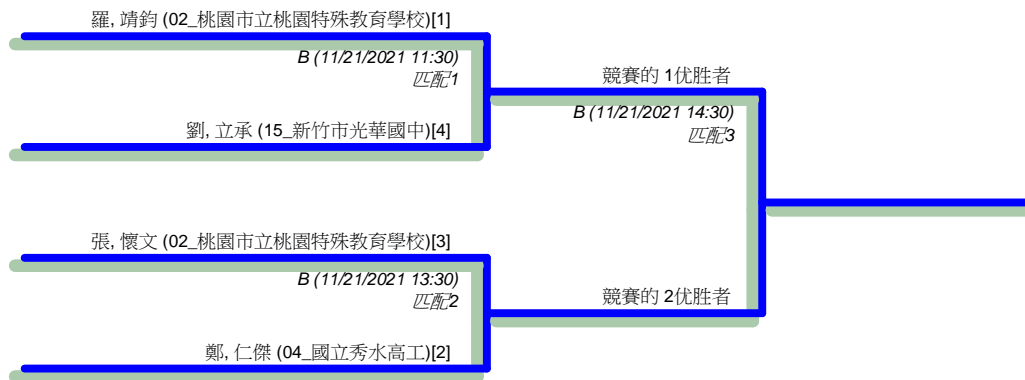 羅, 靖鈞 (02_桃園市立桃園特殊教育學校)[1]
B (11/21/2021 11:30)
匹配1
競賽的 1优胜者
B (11/21/2021 14:30)
匹配3
劉, 立承 (15_新竹市光華國中)[4]
張, 懷文 (02_桃園市立桃園特殊教育學校)[3]
B (11/21/2021 13:30)
匹配2
競賽的 2优胜者
鄭, 仁傑 (04_國立秀水高工)[2]